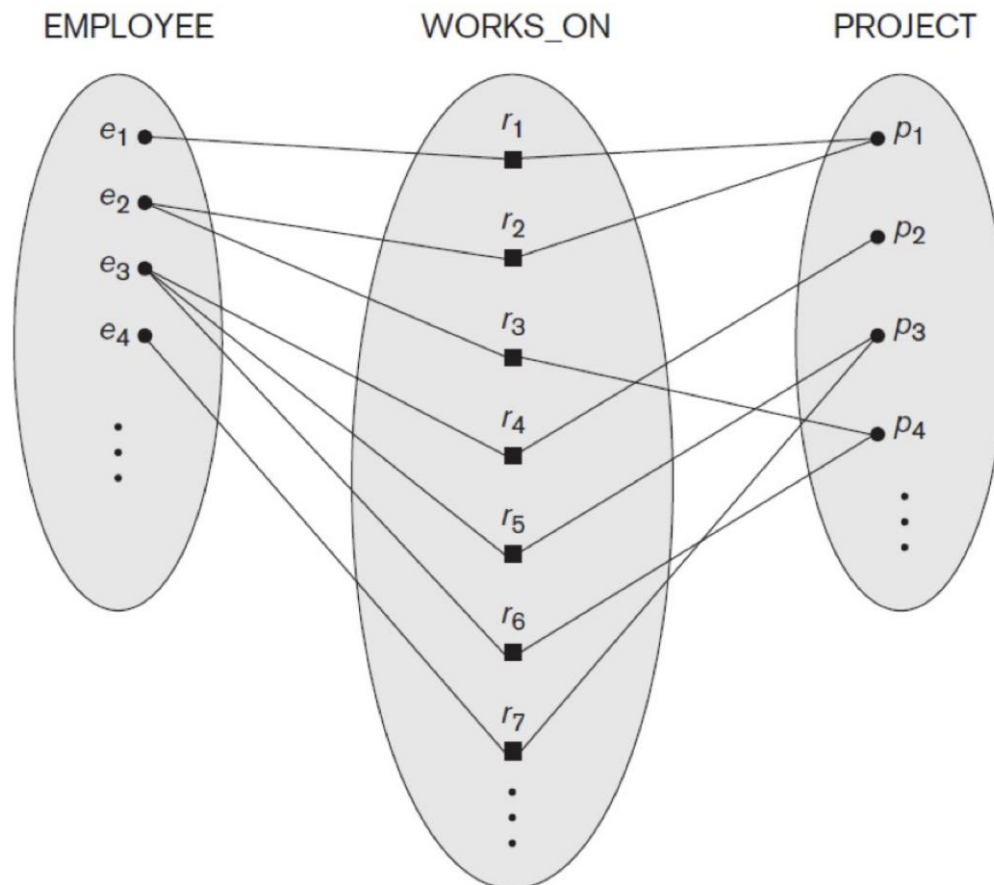 EMPLOYEE WORKS_ON PROJECT
e1
e2
e3
e4
r1
r2
r3
r4
r5
r6
r7
p1
p2
p3
p4